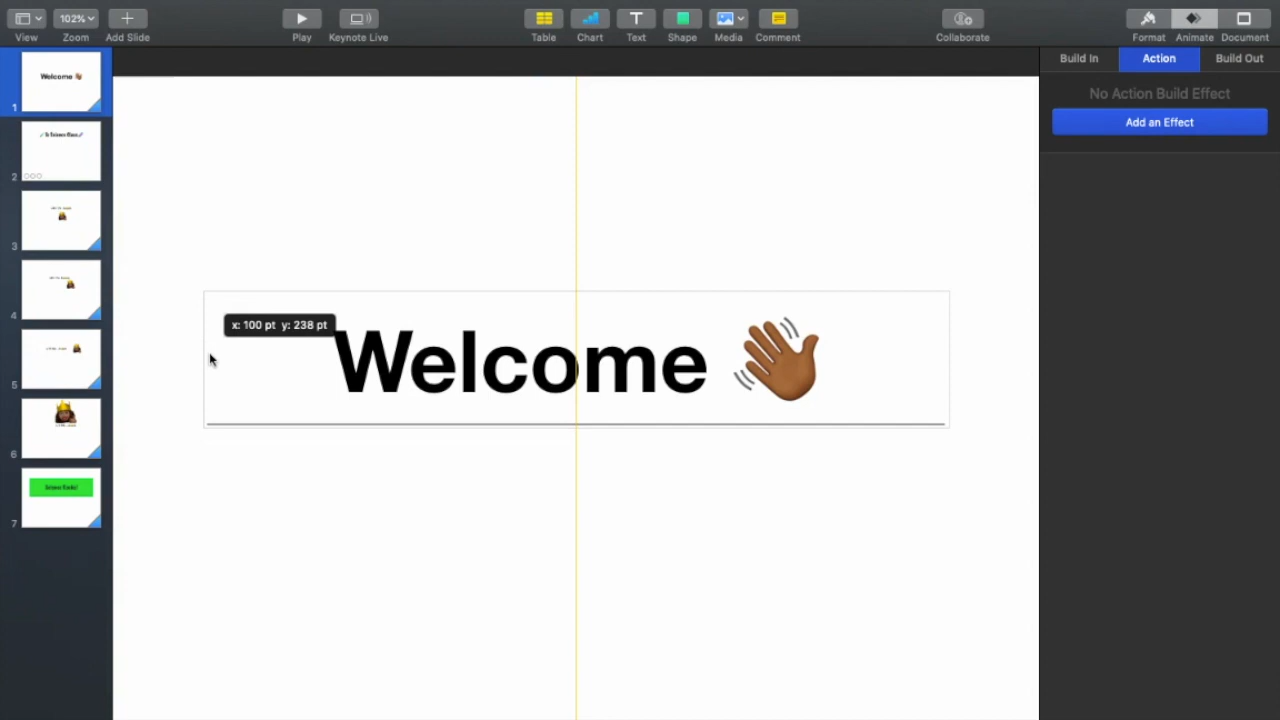 102%
View
Zoom
Add Slide
Play
Keynote Live
Table
Chart
Text
Shape
Media
Comment
Collaborate
Format
Animate
Document
Build In
Action
Build Out
No Action Build Effect
Add an Effect
Welcome 👋🏾
1
2
3
4
5
6
7
x: 100 pt y: 238 pt
Welcome 👋🏾